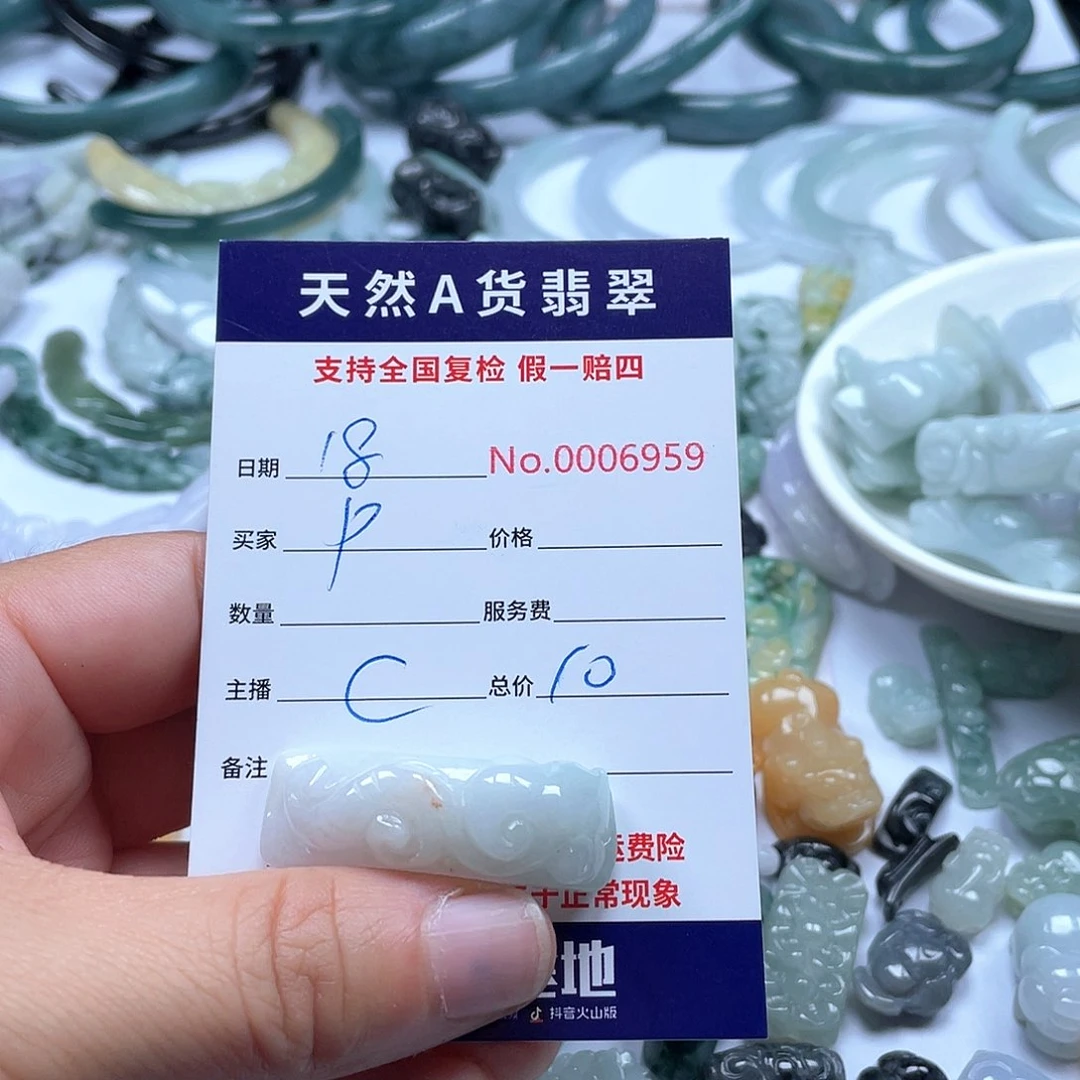 天然A货翡翠
支持全国复检 假一赔四
日期 18 No.0006959
买家 P 价格
数量 服务费
主播 C 总价 10
备注
运费险
正常现象
地
抖音火山版